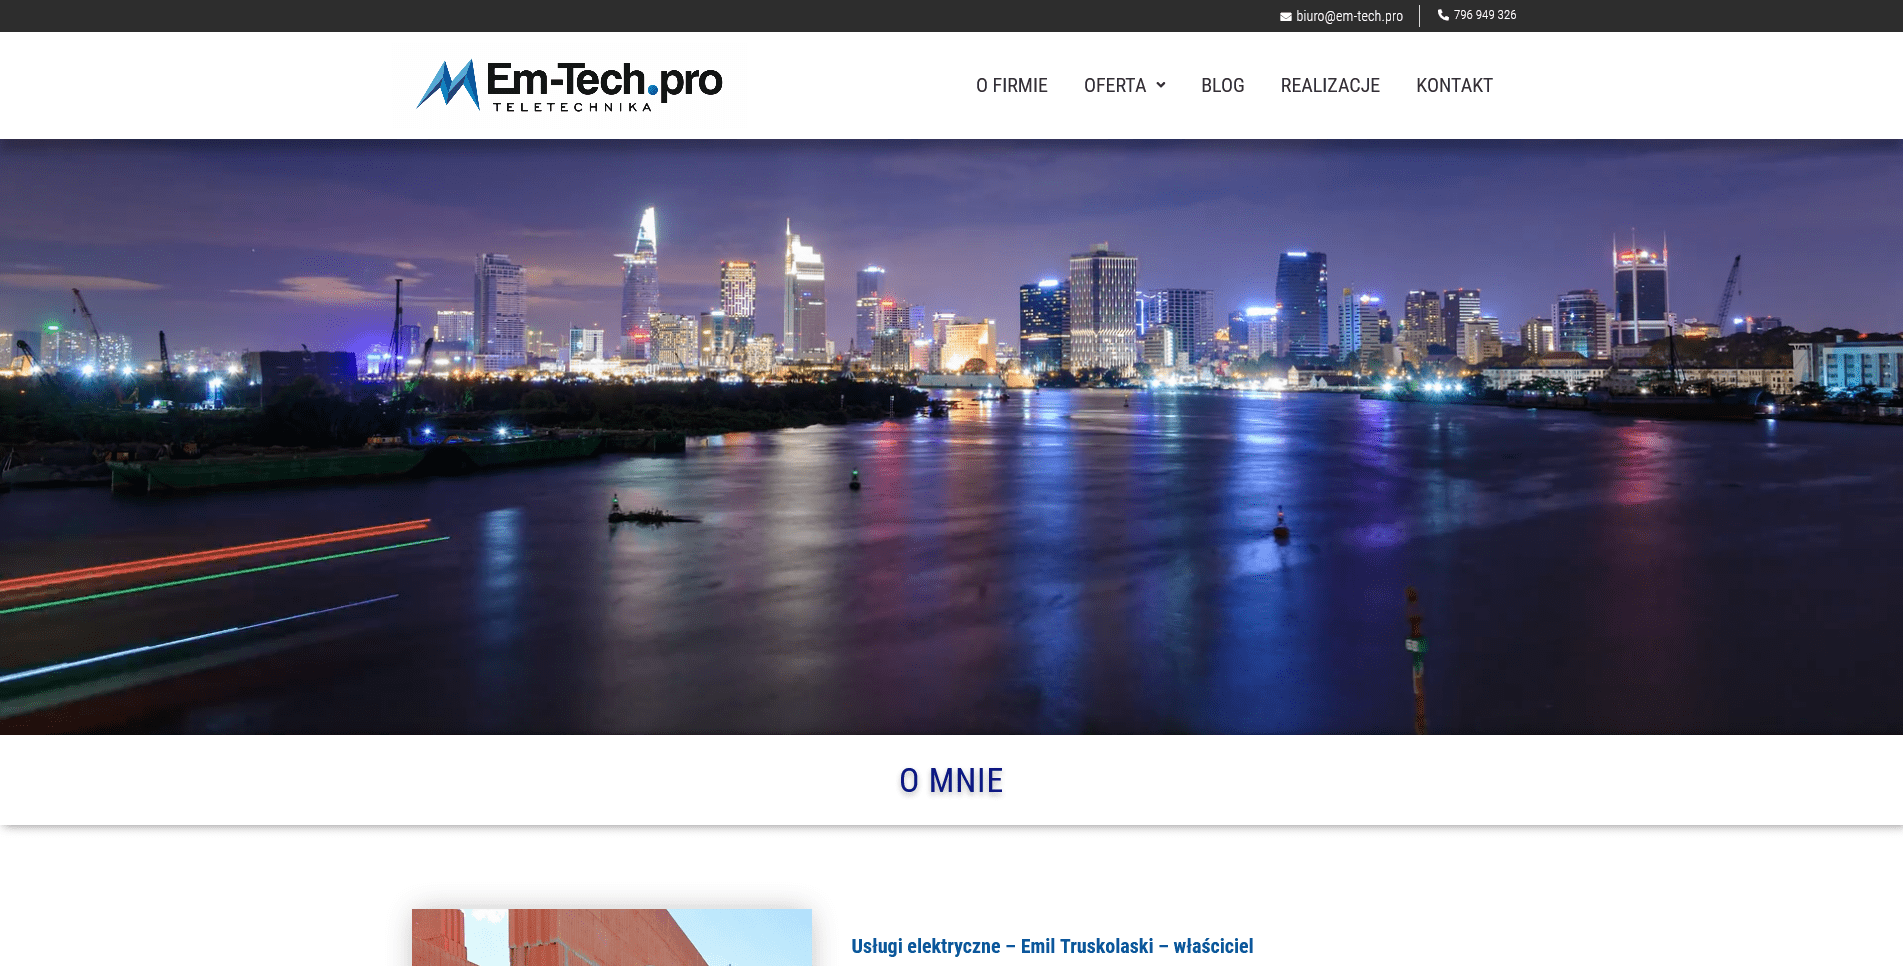 biuro@em-tech.pro
796 949 326
Em-Tech.pro
TELETECHNIKA
O FIRMIE
OFERTA
BLOG
REALIZACJE
KONTAKT
O MNIE
Usługi elektryczne – Emil Truskolaski – właściciel